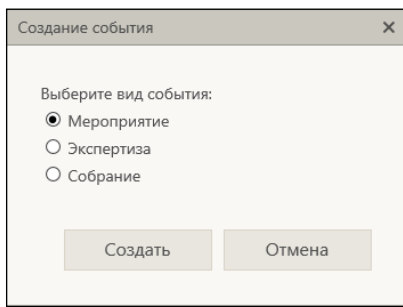 Создание события
Выберите вид события:
Мероприятие
Экспертиза
Собрание
Создать Отмена